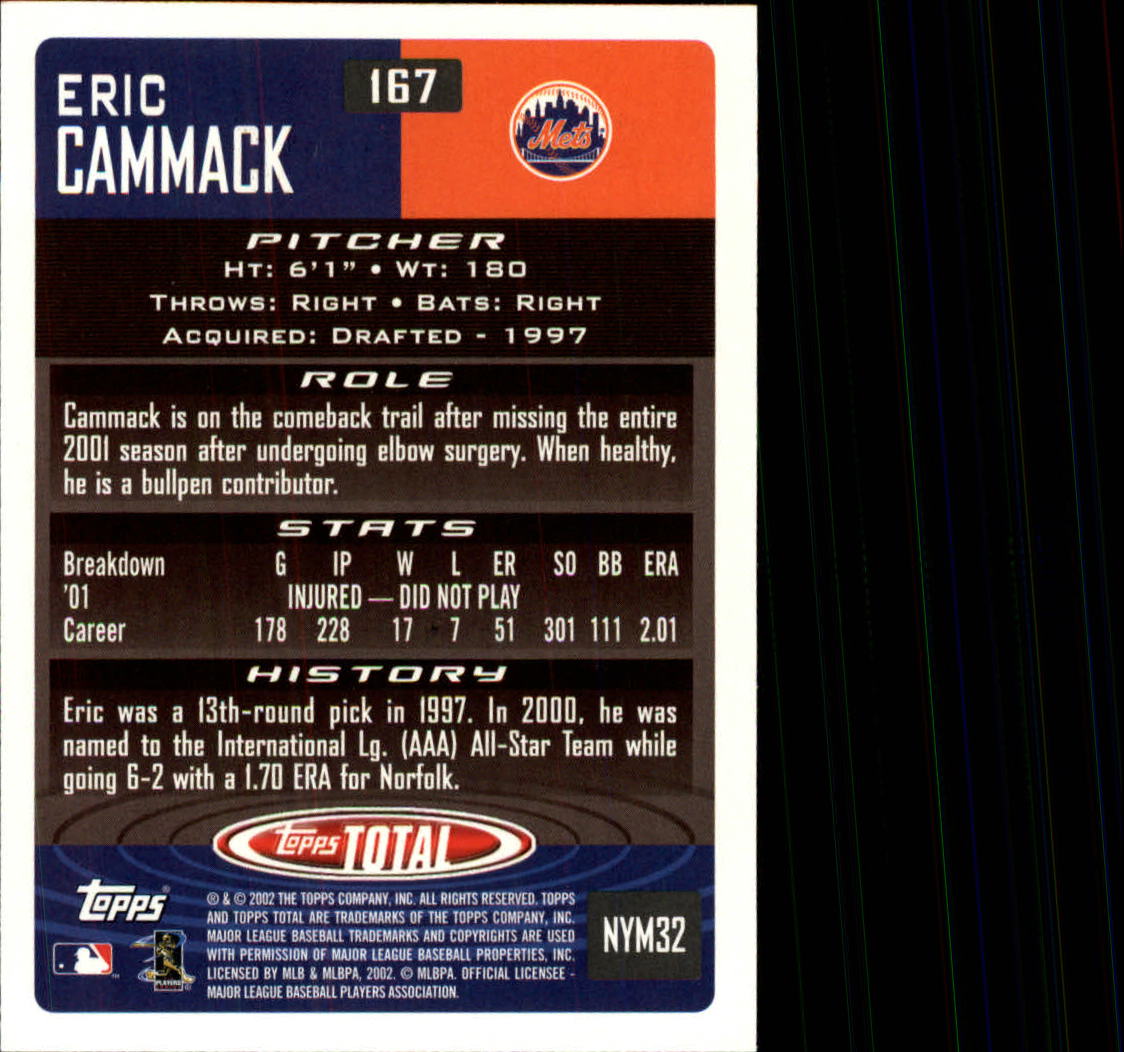 ERIC
CAMMACK
167
Mets
PITCHER
HT: 6'1" • WT: 180
THROWS: RIGHT • BATS: RIGHT
ACQUIRED: DRAFTED - 1997
ROLE
Cammack is on the comeback trail after missing the entire
2001 season after undergoing elbow surgery. When healthy,
he is a bullpen contributor.
STATS
Breakdown G IP W L ER SO BB ERA
'01 INJURED — DID NOT PLAY
Career 178 228 17 7 51 301 111 2.01
HISTORY
Eric was a 13th-round pick in 1997. In 2000, he was
named to the International Lg. (AAA) All-Star Team while
going 6-2 with a 1.70 ERA for Norfolk.
Topps TOTAL
Topps®
® & © 2002 THE TOPPS COMPANY, INC. ALL RIGHTS RESERVED. TOPPS
AND TOPPS TOTAL ARE TRADEMARKS OF THE TOPPS COMPANY, INC.
MAJOR LEAGUE BASEBALL TRADEMARKS AND COPYRIGHTS ARE USED
WITH PERMISSION OF MAJOR LEAGUE BASEBALL PROPERTIES, INC.
LICENSED BY MLB & MLBPA, 2002. © MLBPA. OFFICIAL LICENSEE -
MAJOR LEAGUE BASEBALL PLAYERS ASSOCIATION.
PLAYERS
NYM32